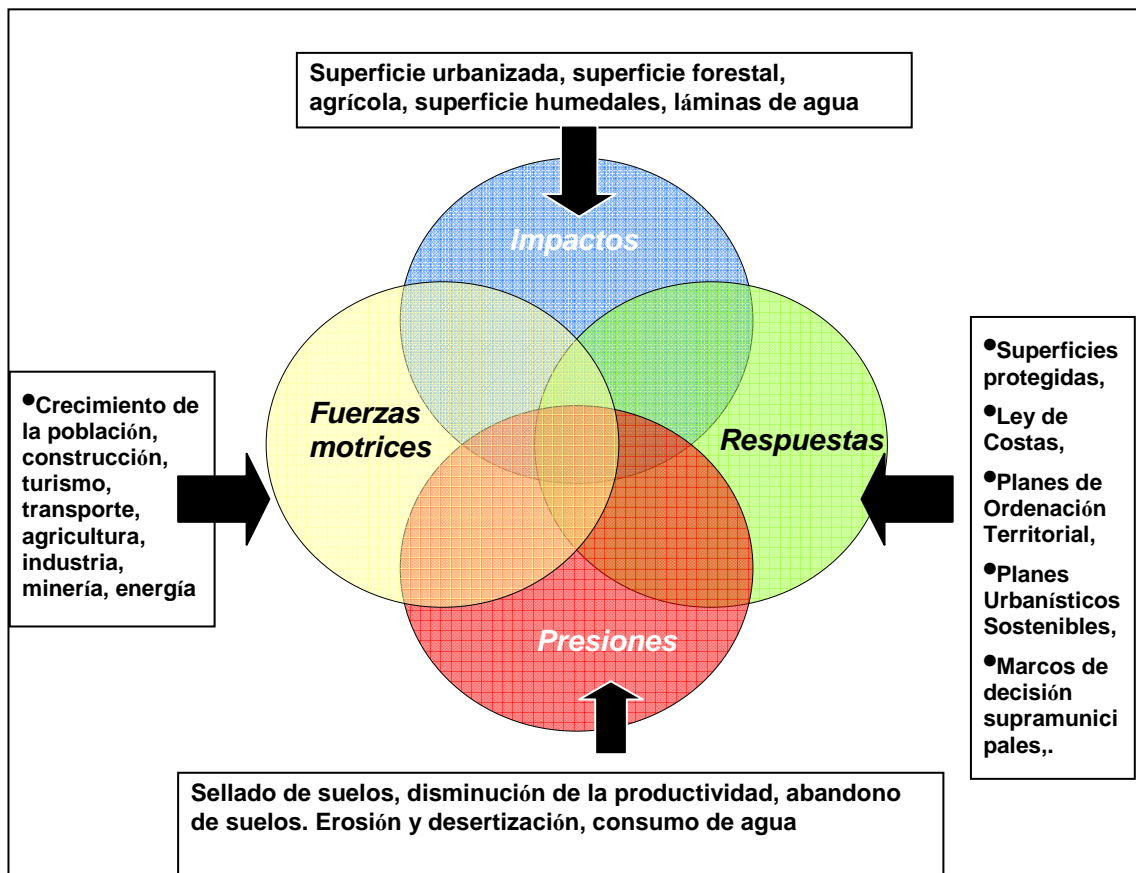 Superficie urbanizada, superficie forestal,
agrícola, superficie humedales, láminas de agua
Impactos
●Crecimiento de
la población,
construcción,
turismo,
transporte,
agricultura,
industria,
minería, energía
Fuerzas
motrices
Respuestas
●Superficies
protegidas,
●Ley de
Costas,
●Planes de
Ordenación
Territorial,
●Planes
Urbanísticos
Sostenibles,
●Marcos de
decisión
supramunici
pales,.
Presiones
Sellado de suelos, disminución de la productividad, abandono
de suelos. Erosión y desertización, consumo de agua